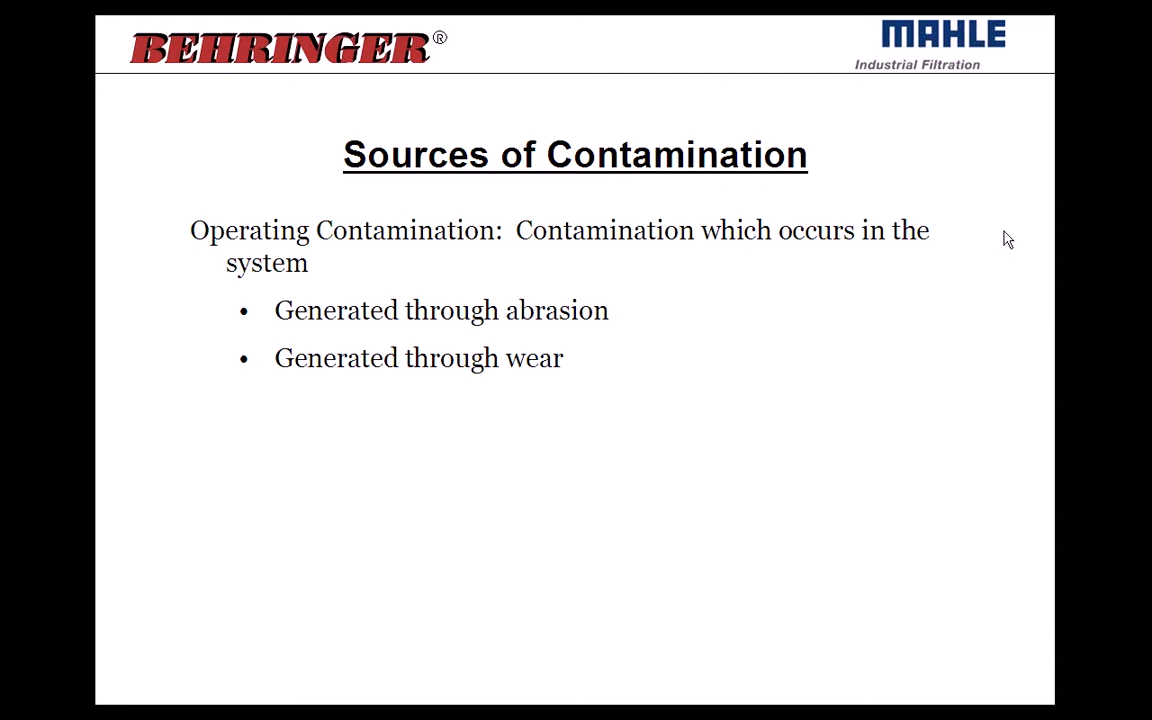 BEHRINGER®
MAHLE
Industrial Filtration
Sources of Contamination
Operating Contamination:  Contamination which occurs in the
system
• Generated through abrasion
• Generated through wear